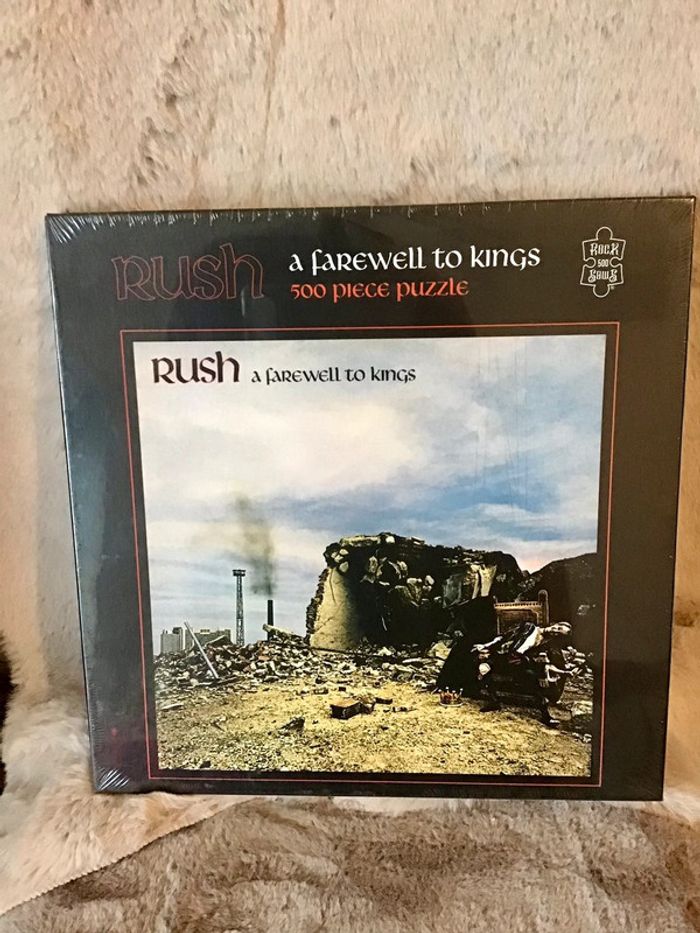 Rush
a farewell to kings
500 piece puzzle
Rock
500
Saws
Rush a farewell to kings